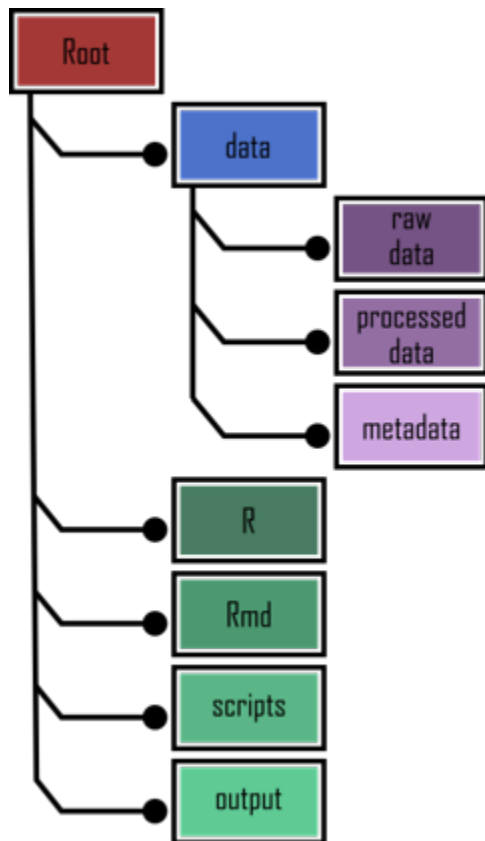 Root
data
raw
data
processed
data
metadata
R
Rmd
scripts
output